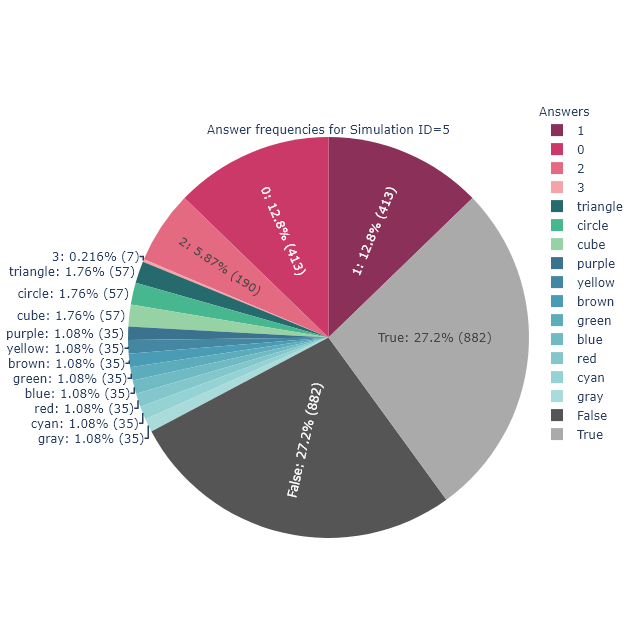 Answer frequencies for Simulation ID=5
0: 12.8% (413)
1: 12.8% (413)
2: 5.87% (190)
3: 0.216% (7)
triangle: 1.76% (57)
circle: 1.76% (57)
cube: 1.76% (57)
purple: 1.08% (35)
yellow: 1.08% (35)
brown: 1.08% (35)
green: 1.08% (35)
blue: 1.08% (35)
red: 1.08% (35)
cyan: 1.08% (35)
gray: 1.08% (35)
True: 27.2% (882)
False: 27.2% (882)
Answers
1
0
2
3
triangle
circle
cube
purple
yellow
brown
green
blue
red
cyan
gray
False
True